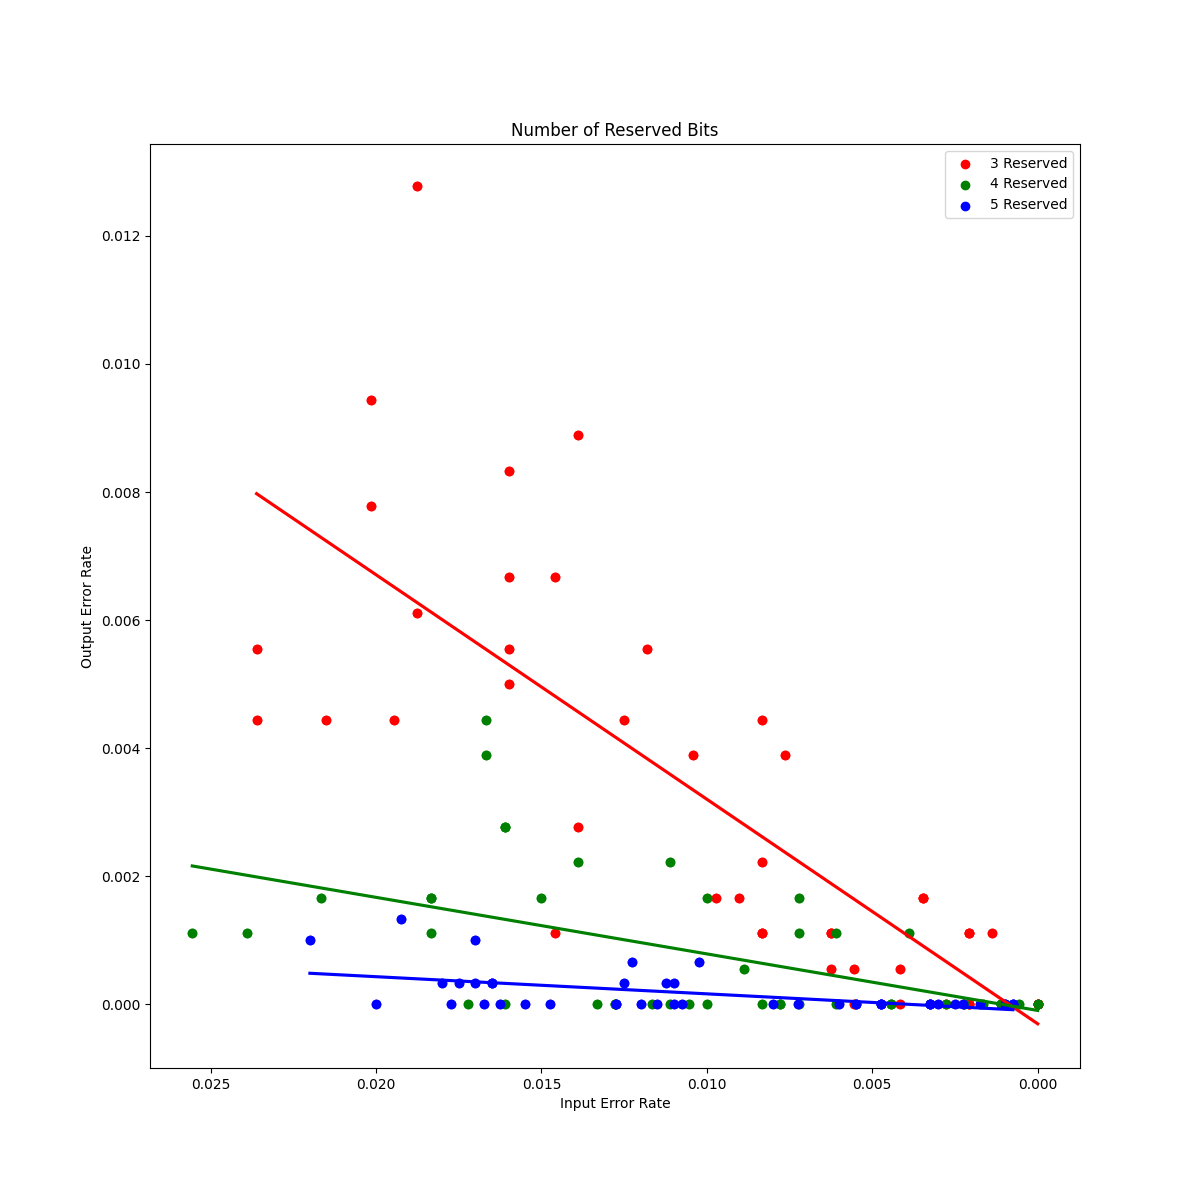 Number of Reserved Bits
3 Reserved
4 Reserved
5 Reserved
0.012
0.010
0.008
0.006
0.004
0.002
0.000
Output Error Rate
0.025 0.020 0.015 0.010 0.005 0.000
Input Error Rate